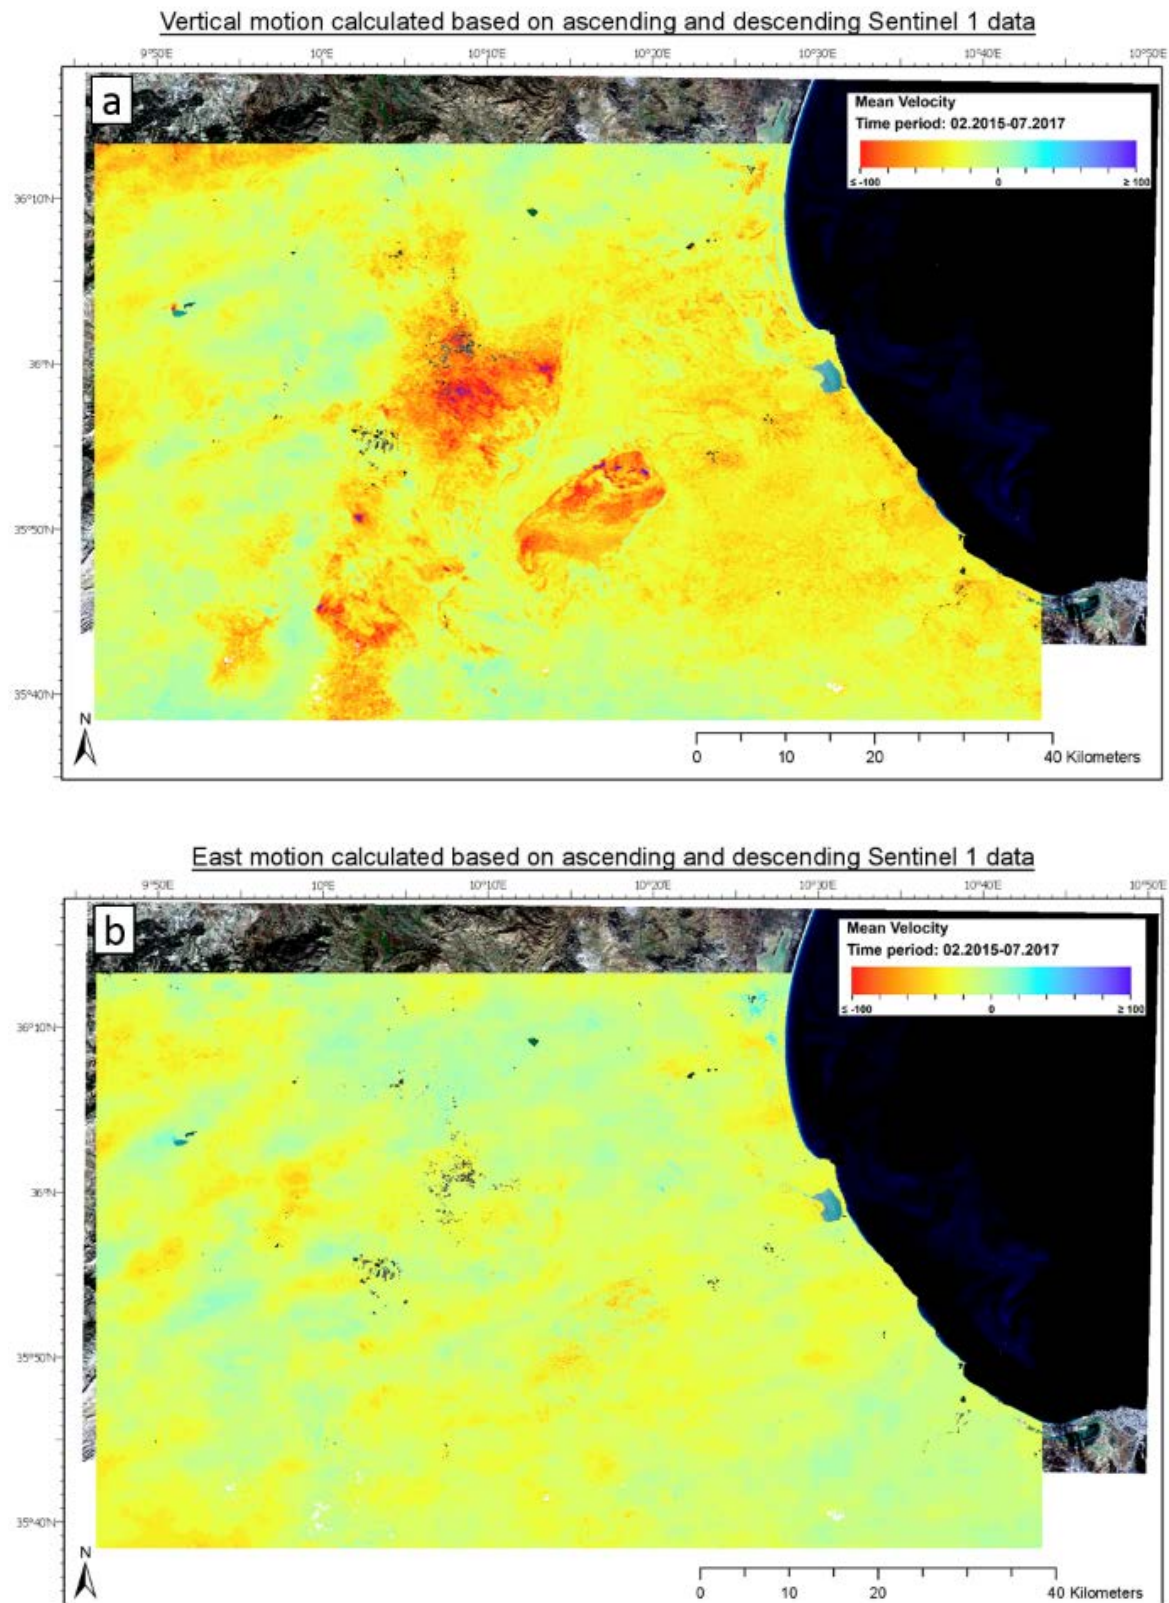 Vertical motion calculated based on ascending and descending Sentinel 1 data
9°50'E 10°E 10°10'E 10°20'E 10°30'E 10°40'E 10°50'E
a
Mean Velocity
Time period: 02.2015-07.2017
≤ -100 0 ≥ 100
36°10'N
36°N
35°50'N
35°40'N
N
0 10 20 40 Kilometers
East motion calculated based on ascending and descending Sentinel 1 data
9°50'E 10°E 10°10'E 10°20'E 10°30'E 10°40'E 10°50'E
b
Mean Velocity
Time period: 02.2015-07.2017
≤ -100 0 ≥ 100
36°10'N
36°N
35°50'N
35°40'N
N
0 10 20 40 Kilometers